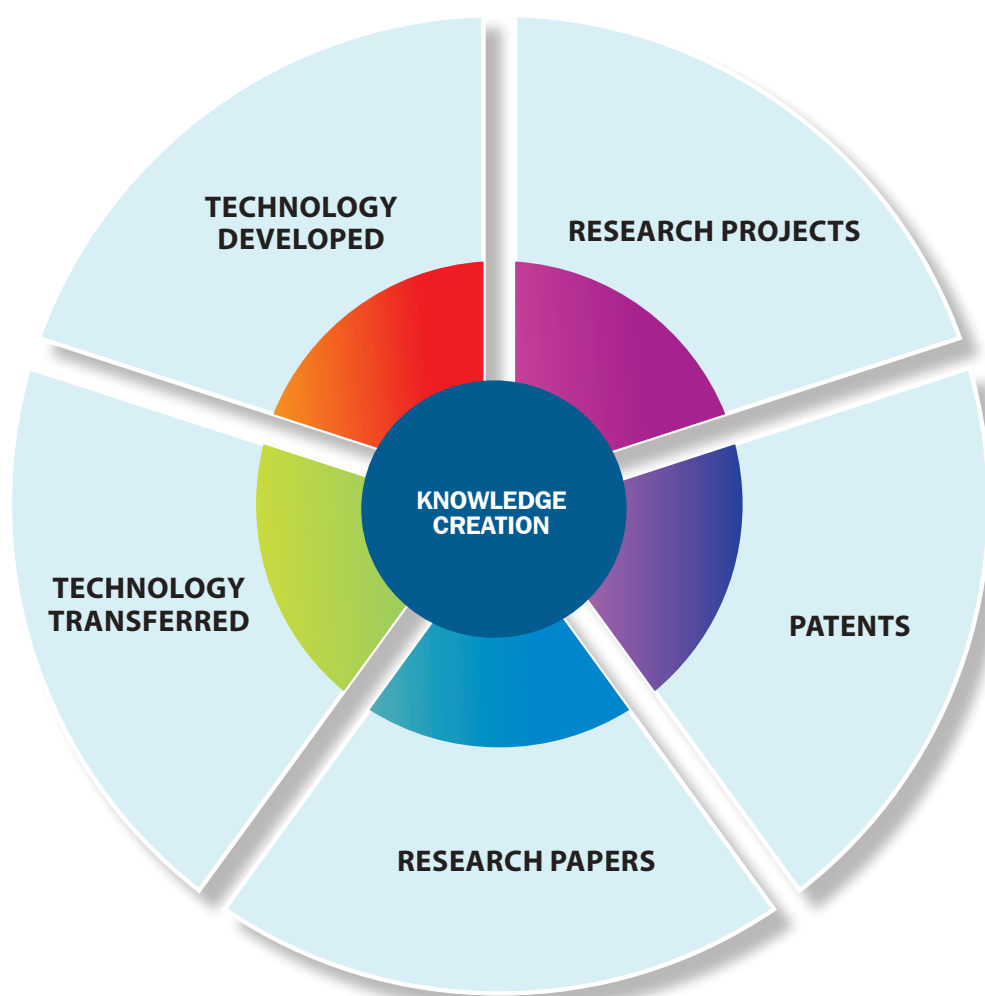 TECHNOLOGY
DEVELOPED
RESEARCH PROJECTS
KNOWLEDGE
CREATION
TECHNOLOGY
TRANSFERRED
PATENTS
RESEARCH PAPERS